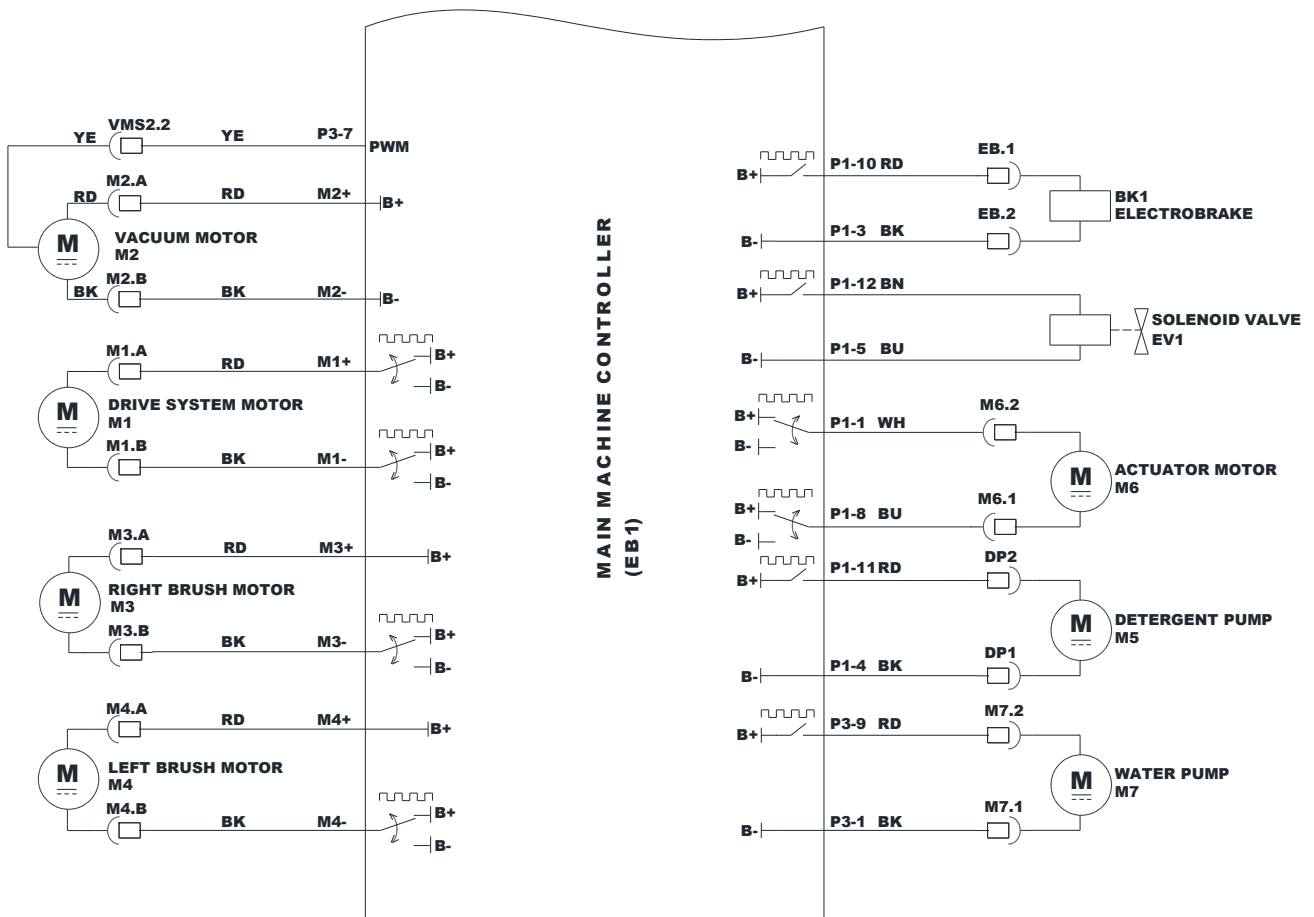 VMS2.2
YE YE P3-7
PWM
M2.A
RD RD M2+ B+
M VACUUM MOTOR
M2
M2.B
BK BK M2- B-
M1.A
RD M1+ B+
B-
M DRIVE SYSTEM MOTOR
M1
M1.B
BK M1- B+
B-
M3.A
RD M3+ B+
M RIGHT BRUSH MOTOR
M3
M3.B
BK M3- B+
B-
M4.A
RD M4+ B+
M LEFT BRUSH MOTOR
M4
M4.B
BK M4- B+
B-
MAIN MACHINE CONTROLLER
(EB1)
EB.1
B+ P1-10 RD
BK1
ELECTROBRAKE
EB.2
B- P1-3 BK
B+ P1-12 BN
SOLENOID VALVE
EV1
B- P1-5 BU
M6.2
B+ P1-1 WH
B-
M ACTUATOR MOTOR
M6
M6.1
B+ P1-8 BU
B-
DP2
B+ P1-11 RD
M DETERGENT PUMP
M5
DP1
B- P1-4 BK
M7.2
B+ P3-9 RD
M WATER PUMP
M7
M7.1
B- P3-1 BK